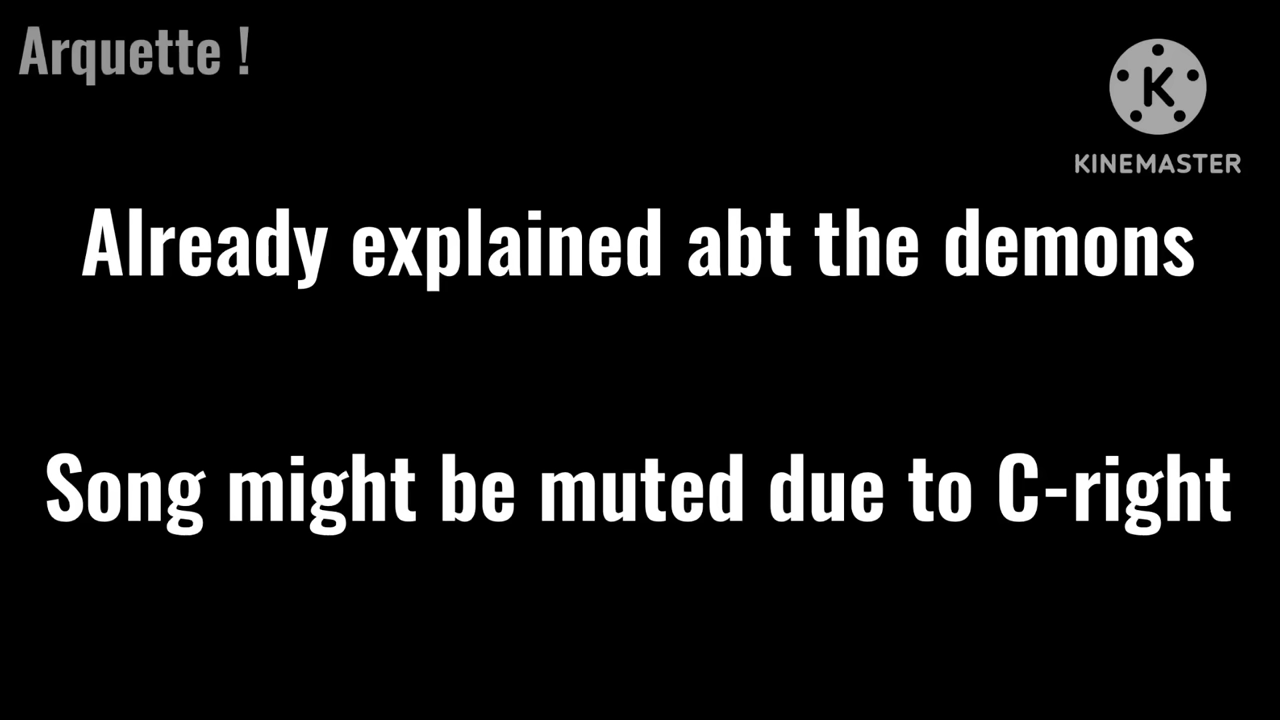 Arquette !
K
KINEMASTER
Already explained abt the demons
Song might be muted due to C-right